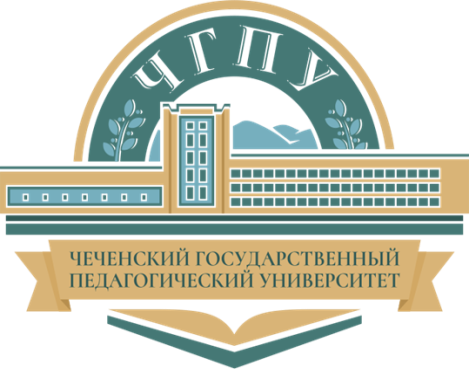 ЧГПУ
ЧЕЧЕНСКИЙ ГОСУДАРСТВЕННЫЙ
ПЕДАГОГИЧЕСКИЙ УНИВЕРСИТЕТ